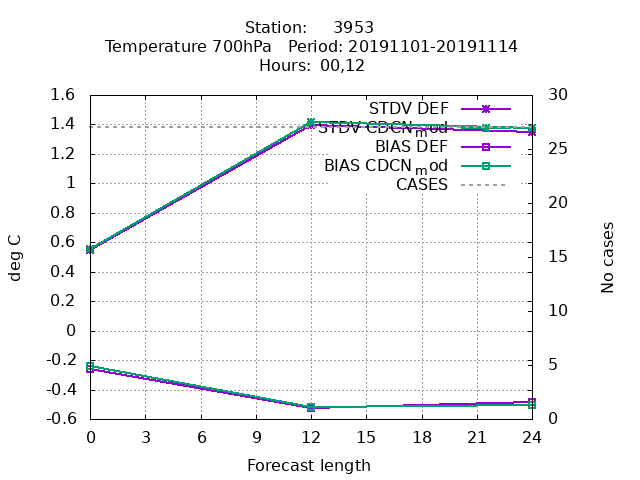 Station: 3953
Temperature 700hPa Period: 20191101-20191114
Hours: 00,12
STDV DEF
STDV CDCN_mod
BIAS DEF
BIAS CDCN_mod
CASES
1.6
1.4
1.2
1
0.8
0.6
0.4
0.2
0
-0.2
-0.4
-0.6
deg C
30
25
20
15
10
5
0
No cases
0 3 6 9 12 15 18 21 24
Forecast length